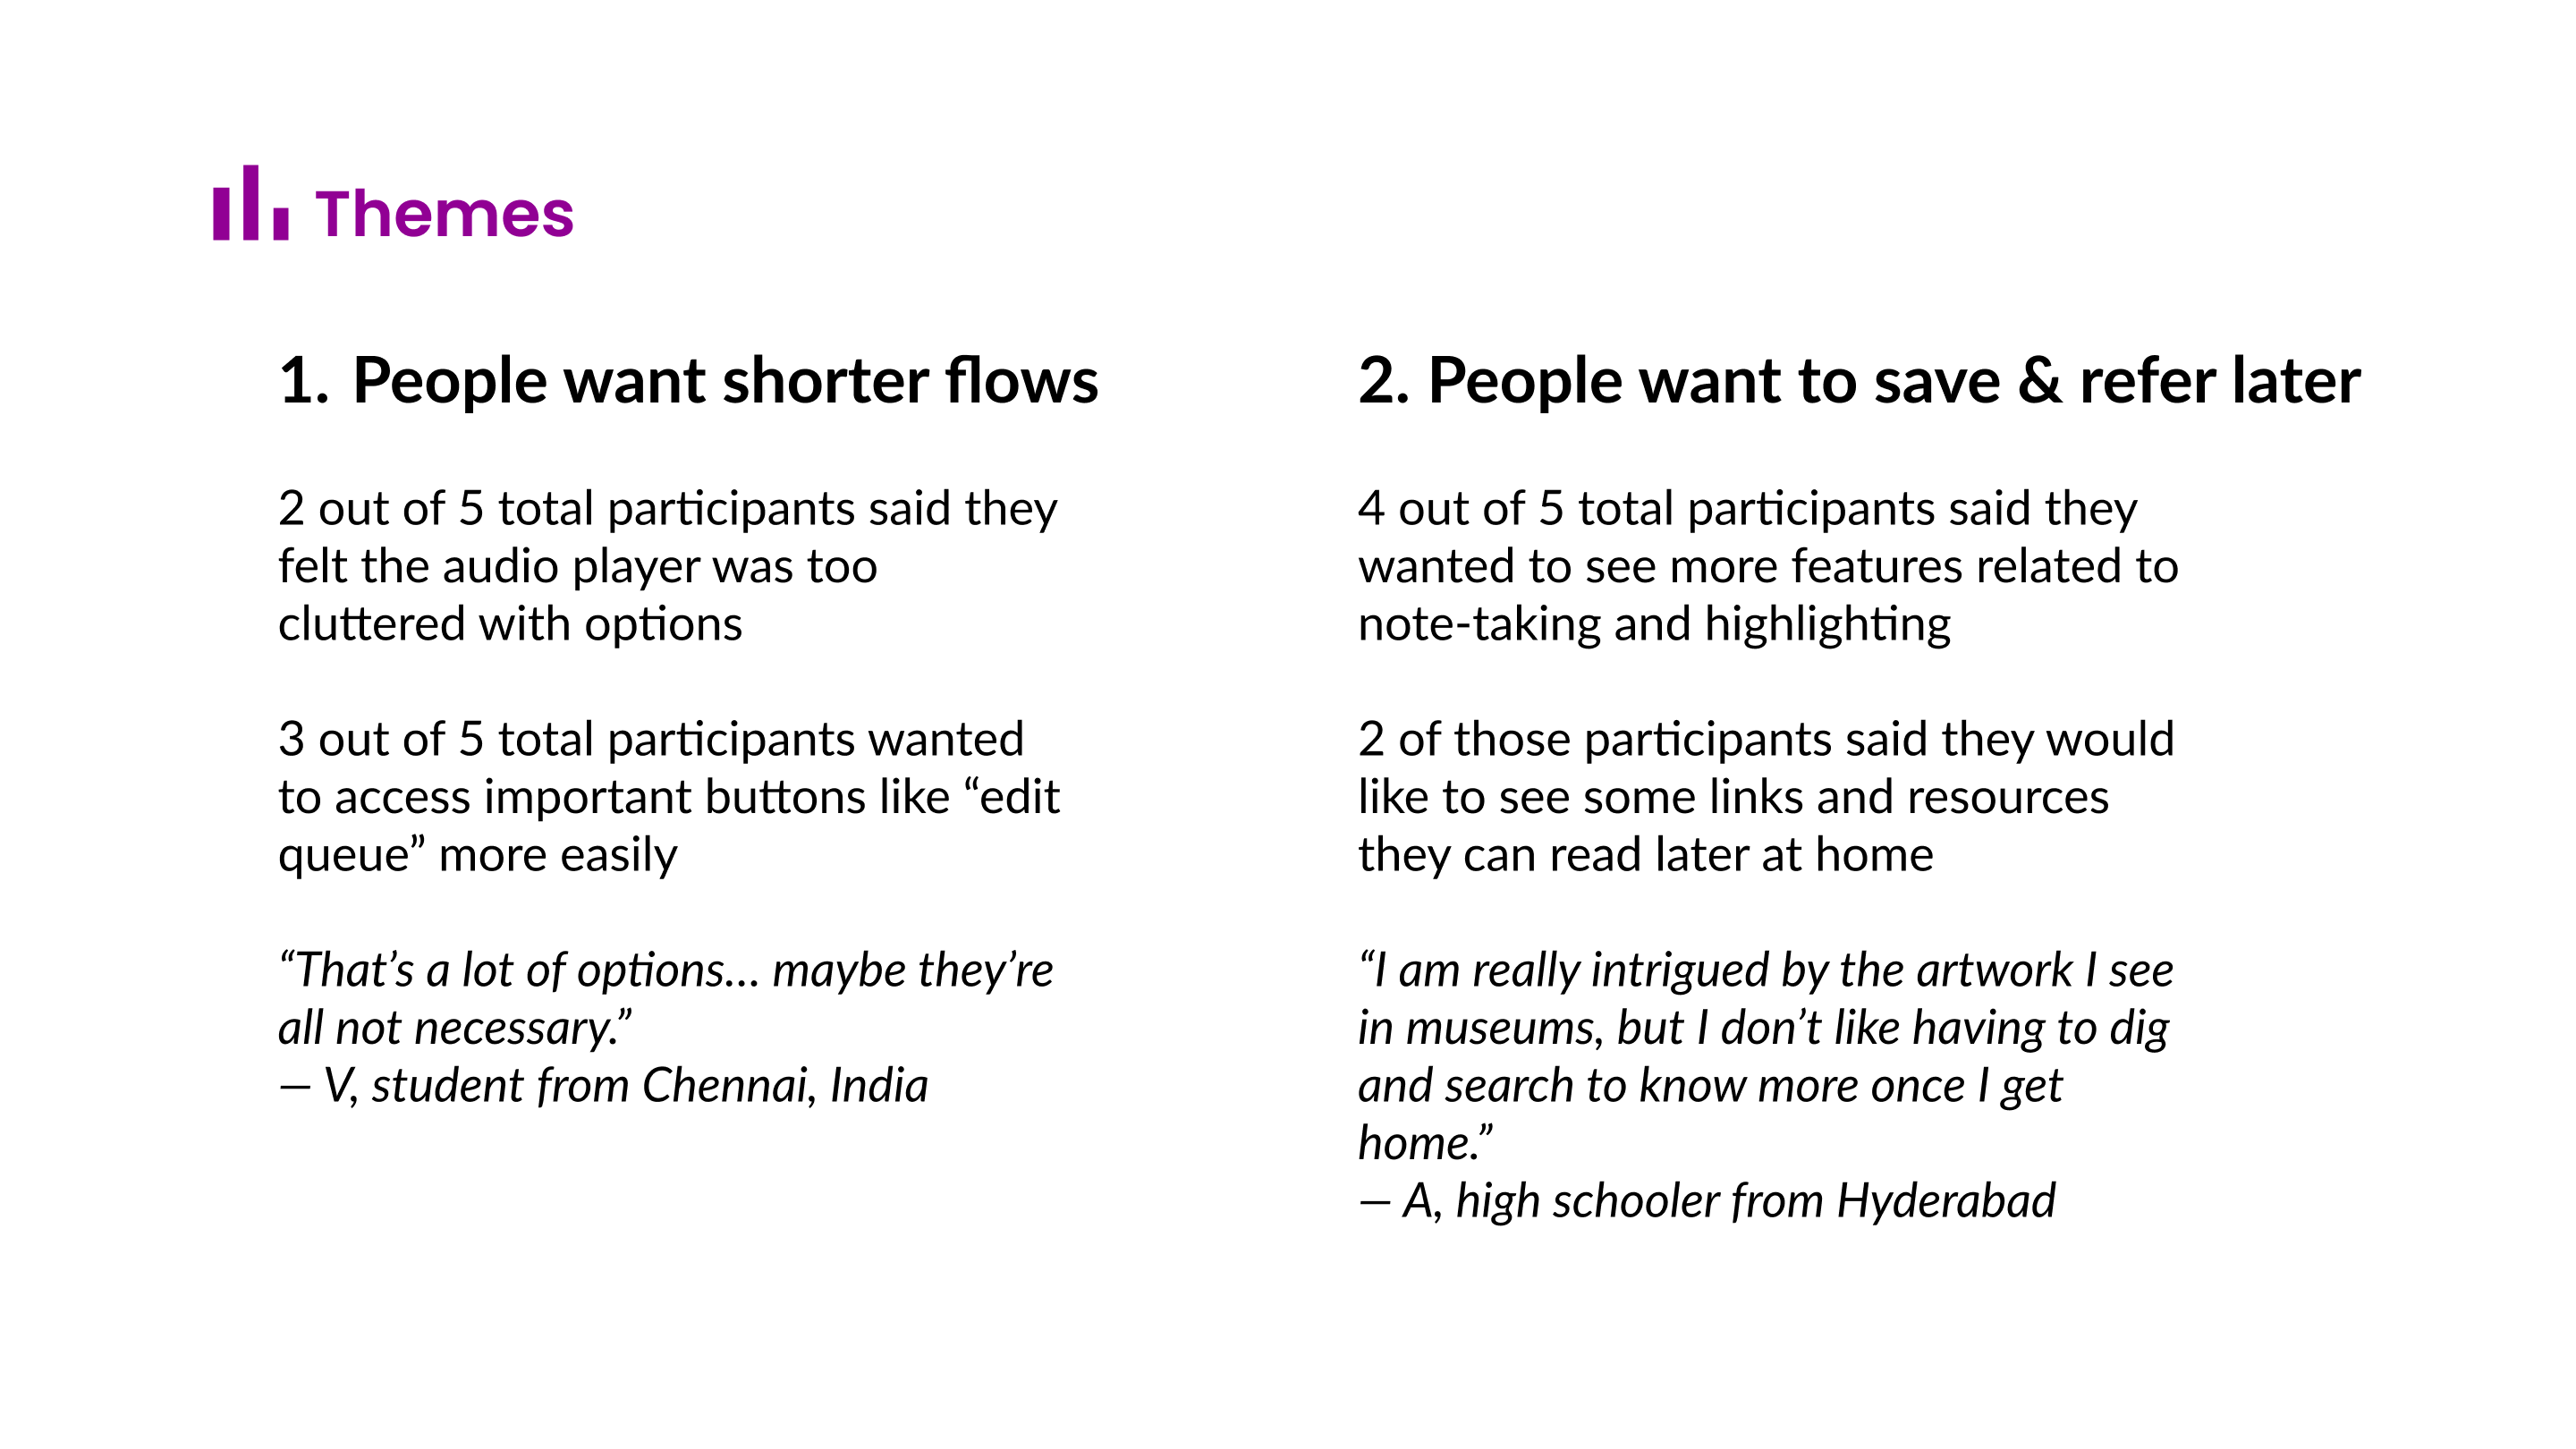 Themes
1. People want shorter flows
2 out of 5 total participants said they
felt the audio player was too
cluttered with options
3 out of 5 total participants wanted
to access important buttons like “edit
queue” more easily
“That’s a lot of options... maybe they’re
all not necessary.”
— V, student from Chennai, India
2. People want to save & refer later
4 out of 5 total participants said they
wanted to see more features related to
note-taking and highlighting
2 of those participants said they would
like to see some links and resources
they can read later at home
“I am really intrigued by the artwork I see
in museums, but I don’t like having to dig
and search to know more once I get
home.”
— A, high schooler from Hyderabad